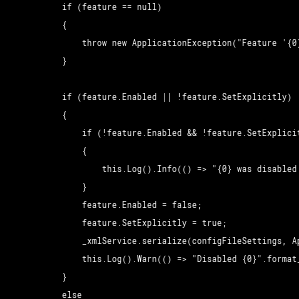 if (feature == null)
{
throw new ApplicationException("Feature '{0}
}
if (feature.Enabled || !feature.SetExplicitly)
{
if (!feature.Enabled && !feature.SetExplicit
{
this.Log().Info(() => "{0} was disabled
}
feature.Enabled = false;
feature.SetExplicitly = true;
_xmlService.serialize(configFileSettings, Ap
this.Log().Warn(() => "Disabled {0}".format_
}
else